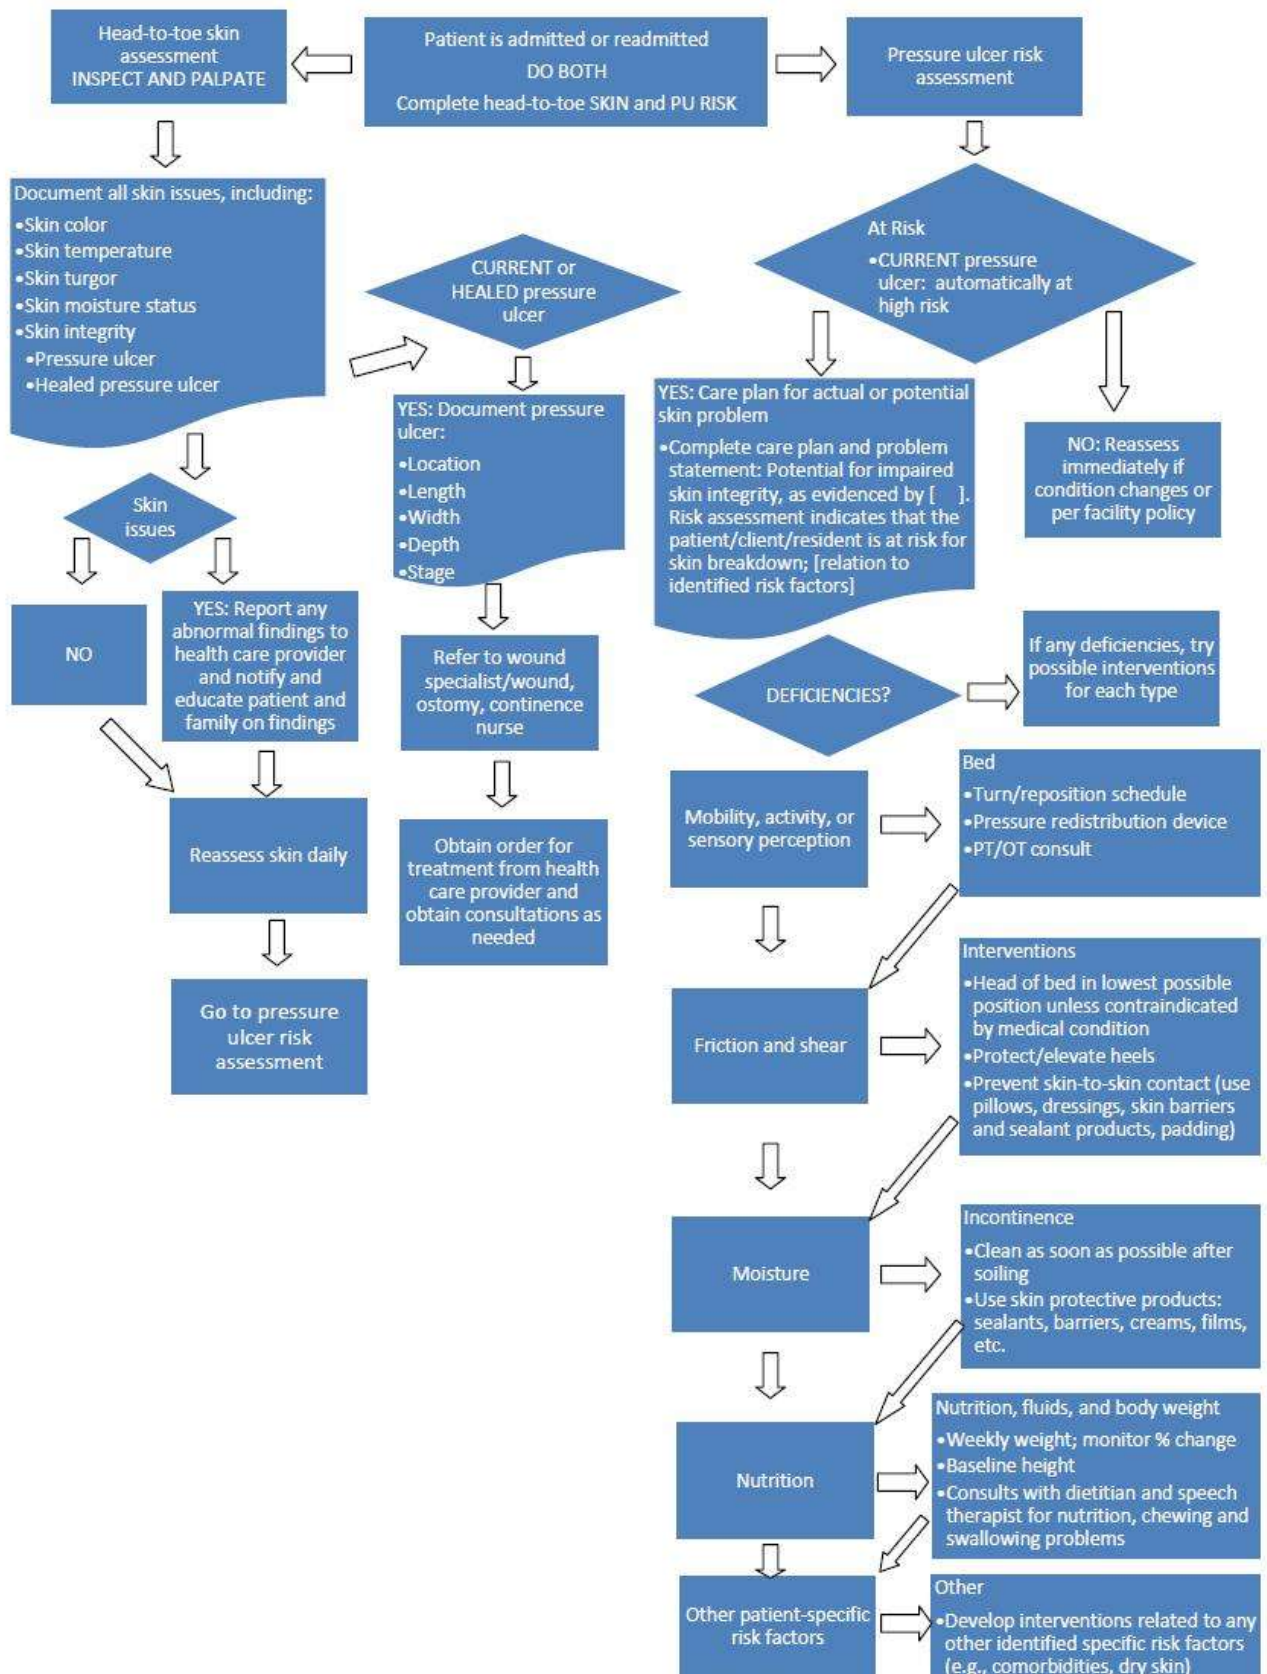 Head-to-toe skin
assessment
INSPECT AND PALPATE
Patient is admitted or readmitted
DO BOTH
Complete head-to-toe SKIN and PU RISK
Pressure ulcer risk
assessment
Document all skin issues, including:
•Skin color
•Skin temperature
•Skin turgor
•Skin moisture status
•Skin integrity
•Pressure ulcer
•Healed pressure ulcer
CURRENT or
HEALED pressure
ulcer
At Risk
•CURRENT pressure
ulcer: automatically at
high risk
YES: Document pressure
ulcer:
•Location
•Length
•Width
•Depth
•Stage
YES: Care plan for actual or potential
skin problem
•Complete care plan and problem
statement: Potential for impaired
skin integrity, as evidenced by [ ].
Risk assessment indicates that the
patient/client/resident is at risk for
skin breakdown; [relation to
identified risk factors]
NO: Reassess
immediately if
condition changes or
per facility policy
Skin
issues
NO
YES: Report any
abnormal findings to
health care provider
and notify and
educate patient and
family on findings
Refer to wound
specialist/wound,
ostomy, continence
nurse
DEFICIENCIES?
If any deficiencies, try
possible interventions
for each type
Reassess skin daily
Obtain order for
treatment from health
care provider and
obtain consultations as
needed
Mobility, activity, or
sensory perception
Bed
•Turn/reposition schedule
•Pressure redistribution device
•PT/OT consult
Go to pressure
ulcer risk
assessment
Friction and shear
Interventions
•Head of bed in lowest possible
position unless contraindicated
by medical condition
•Protect/elevate heels
•Prevent skin-to-skin contact (use
pillows, dressings, skin barriers
and sealant products, padding)
Moisture
Incontinence
•Clean as soon as possible after
soiling
•Use skin protective products:
sealants, barriers, creams, films,
etc.
Nutrition
Nutrition, fluids, and body weight
•Weekly weight; monitor % change
•Baseline height
•Consults with dietitian and speech
therapist for nutrition, chewing and
swallowing problems
Other patient-specific
risk factors
Other
•Develop interventions related to any
other identified specific risk factors
(e.g., comorbidities, dry skin)